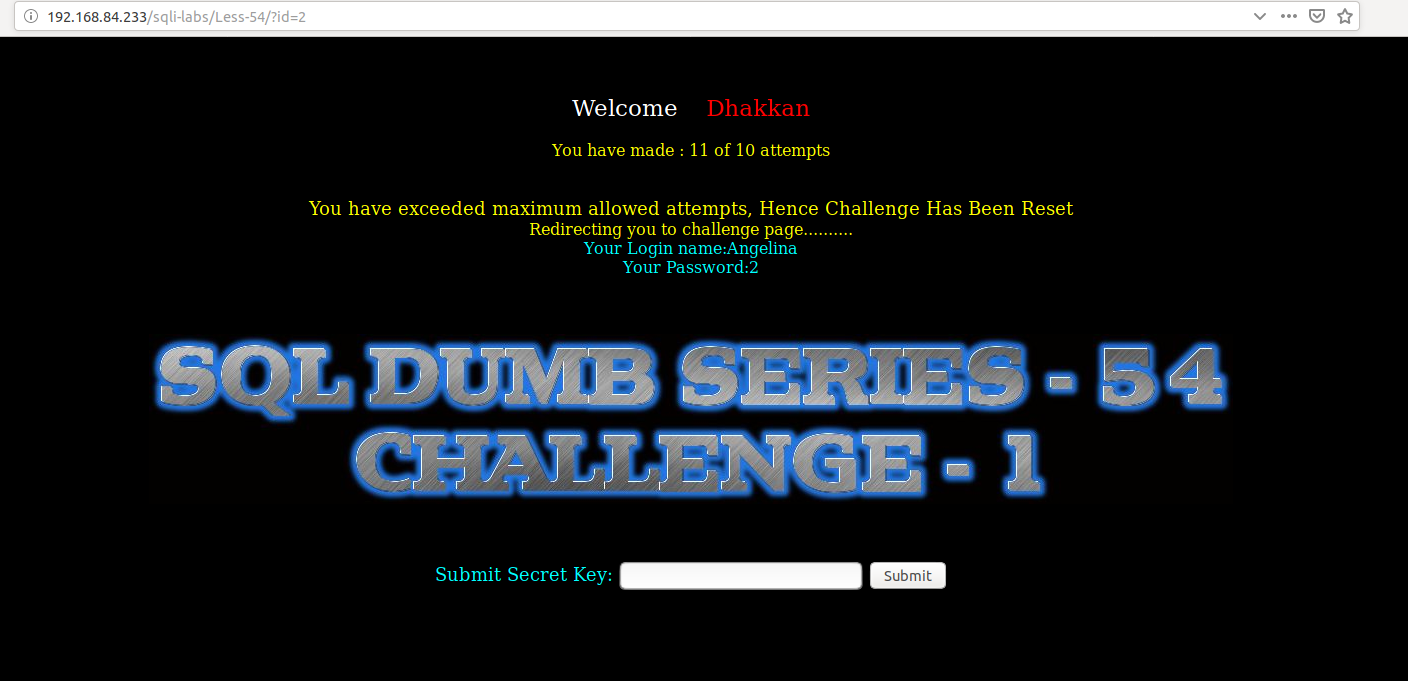 192.168.84.233/sqli-labs/Less-54/?id=2
Welcome Dhakkan
You have made : 11 of 10 attempts
You have exceeded maximum allowed attempts, Hence Challenge Has Been Reset
Redirecting you to challenge page..........
Your Login name:Angelina
Your Password:2
SQL DUMB SERIES - 54
CHALLENGE - 1
Submit Secret Key: Submit